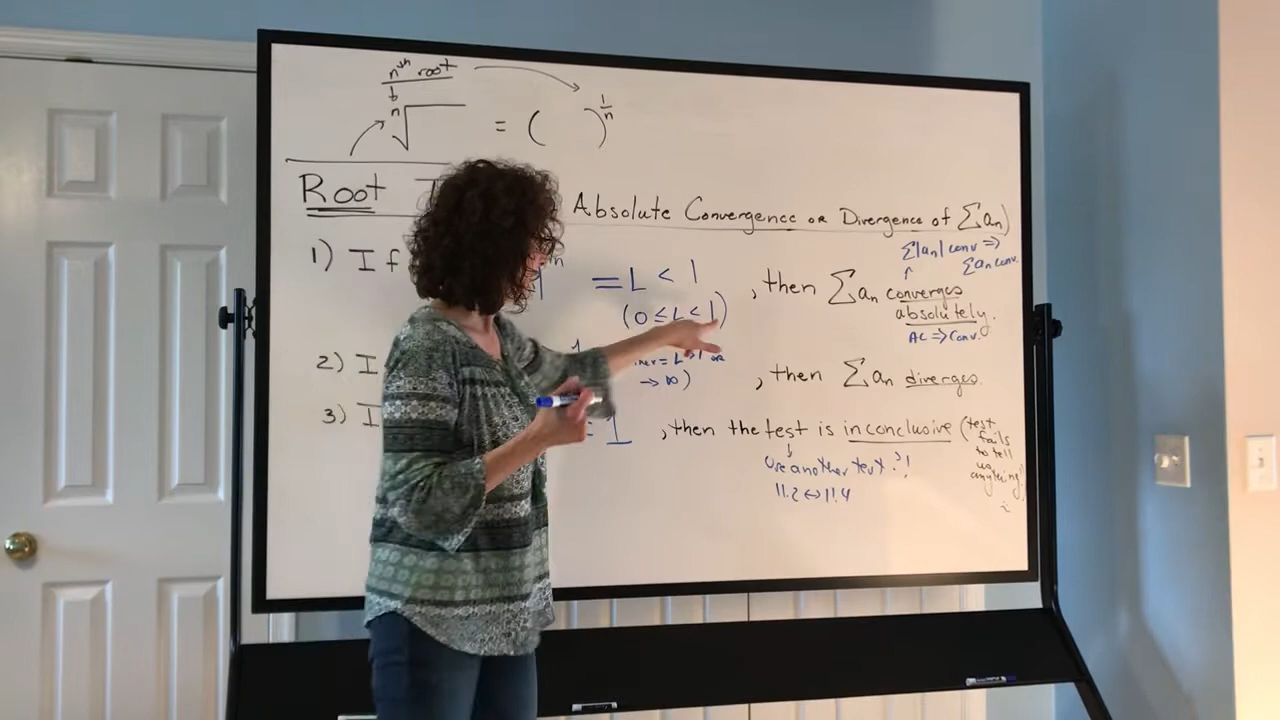 nth root
n√ = ( )^1/n
Root
Absolute Convergence or Divergence of Σan)
Σ|an| conv ⇒
Σan conv.
1) If
n
= L < 1
, then Σan converges
(0 ≤ L < 1)
absolutely.
AC ⇒ Conv.
2) I
= L > 1 or
→ ∞)
, then Σan diverges.
3) I
= 1
, then the test is inconclusive (test
fails
to tell
us
anything!)
Use another test ?!
11.2 ↔ 11.4